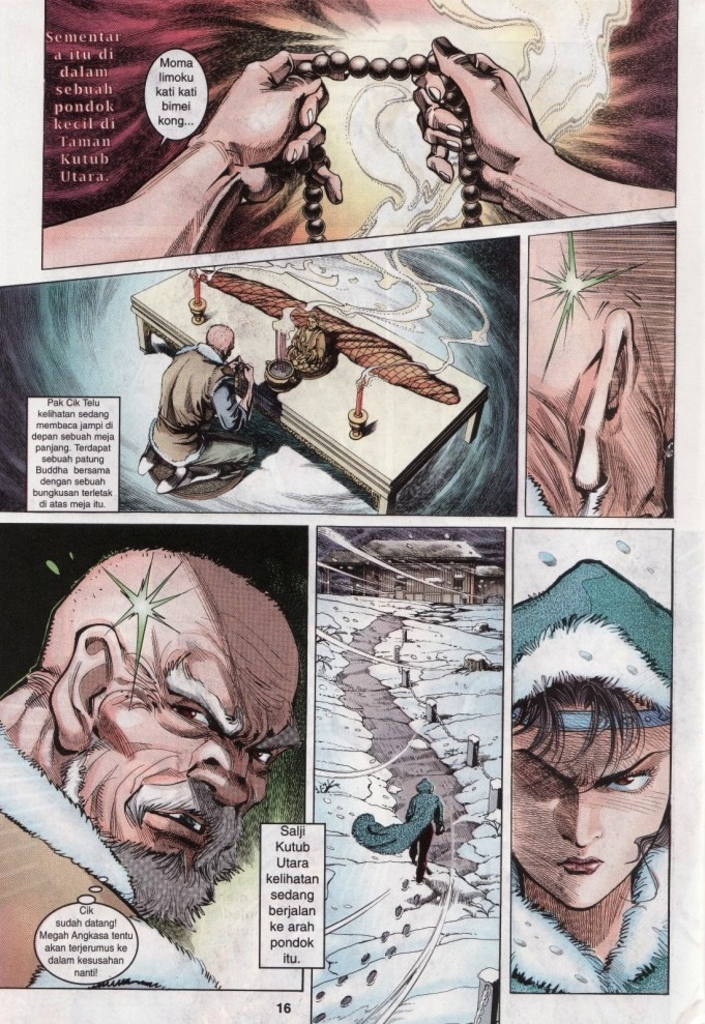 Sementar
a itu di
dalam
sebuah
pondok
kecil di
Taman
Kutub
Utara.
Moma
limoku
kati kati
bimei
kong...
Pak Cik Telu
kelihatan sedang
membaca jampi di
depan sebuah meja
panjang. Terdapat
sebuah patung
Buddha bersama
dengan sebuah
bungkusan terletak
di atas meja itu.
Cik
sudah datang!
Megah Angkasa tentu
akan terjerumus ke
dalam kesusahan
nanti!
Salji
Kutub
Utara
kelihatan
sedang
berjalan
ke arah
pondok
itu.
16